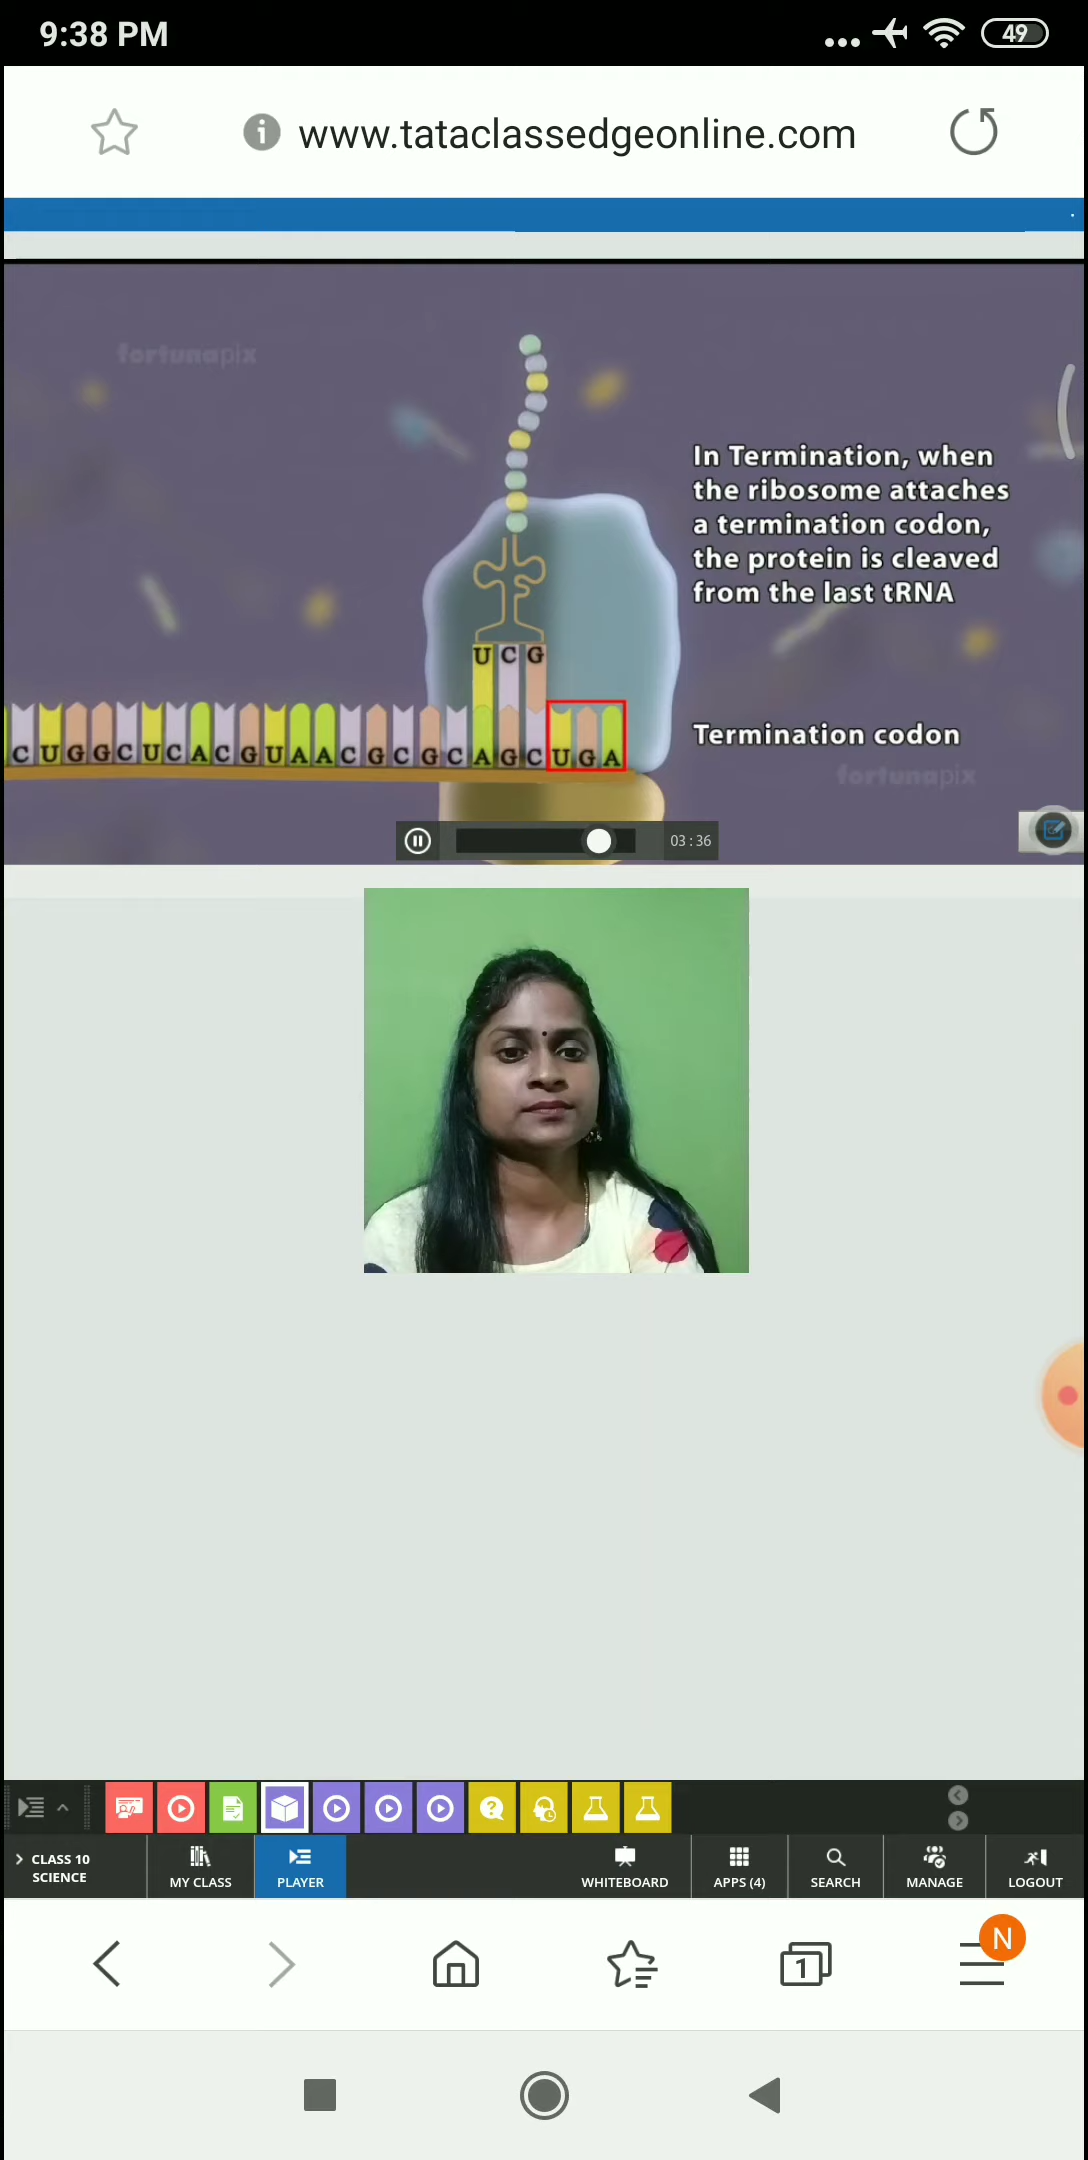 9:38 PM
49
www.tataclassedgeonline.com
fortunapix
In Termination, when
the ribosome attaches
a termination codon,
the protein is cleaved
from the last tRNA
U C G
C U G G C U C A C G U A A C G C G C A G C U G A
Termination codon
fortunapix
03:36
CLASS 10
SCIENCE
MY CLASS
PLAYER
WHITEBOARD
APPS (4)
SEARCH
MANAGE
LOGOUT
1
N